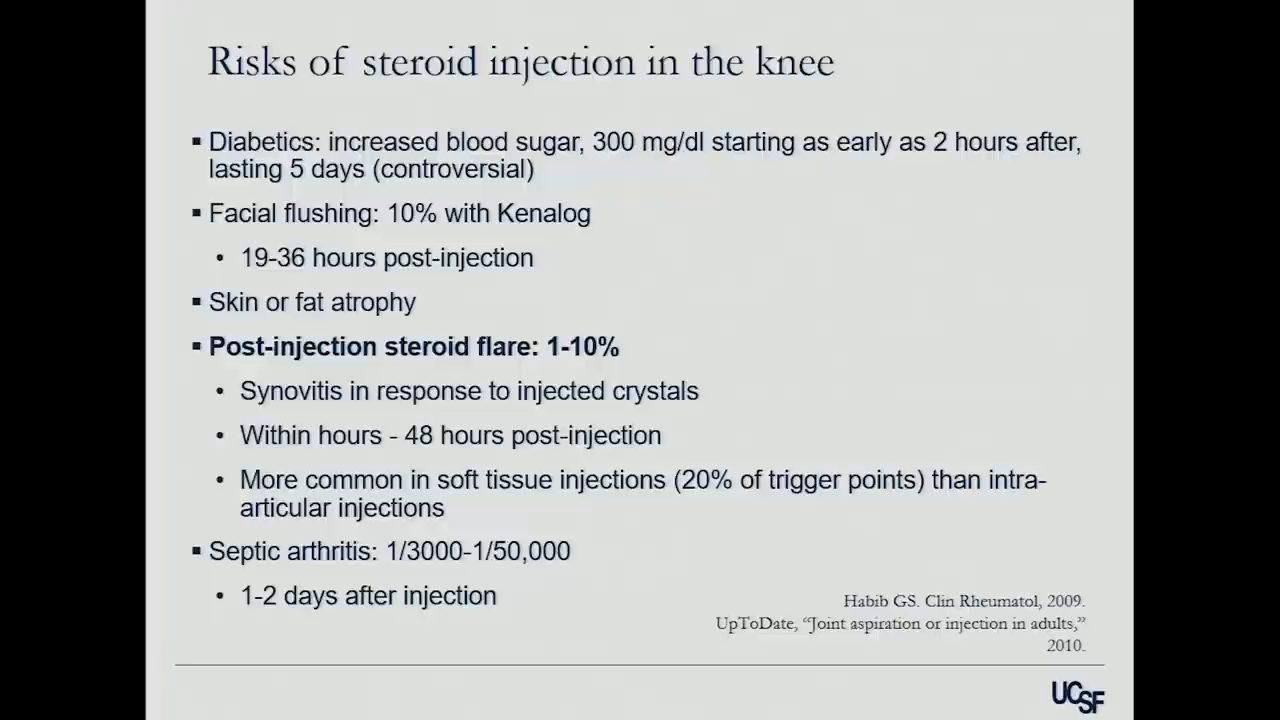 Risks of steroid injection in the knee
▪ Diabetics: increased blood sugar, 300 mg/dl starting as early as 2 hours after,
lasting 5 days (controversial)
▪ Facial flushing: 10% with Kenalog
• 19-36 hours post-injection
▪ Skin or fat atrophy
▪ Post-injection steroid flare: 1-10%
• Synovitis in response to injected crystals
• Within hours - 48 hours post-injection
• More common in soft tissue injections (20% of trigger points) than intra-
articular injections
▪ Septic arthritis: 1/3000-1/50,000
• 1-2 days after injection
Habib GS. Clin Rheumatol, 2009.
UpToDate, “Joint aspiration or injection in adults,”
2010.
UCSF